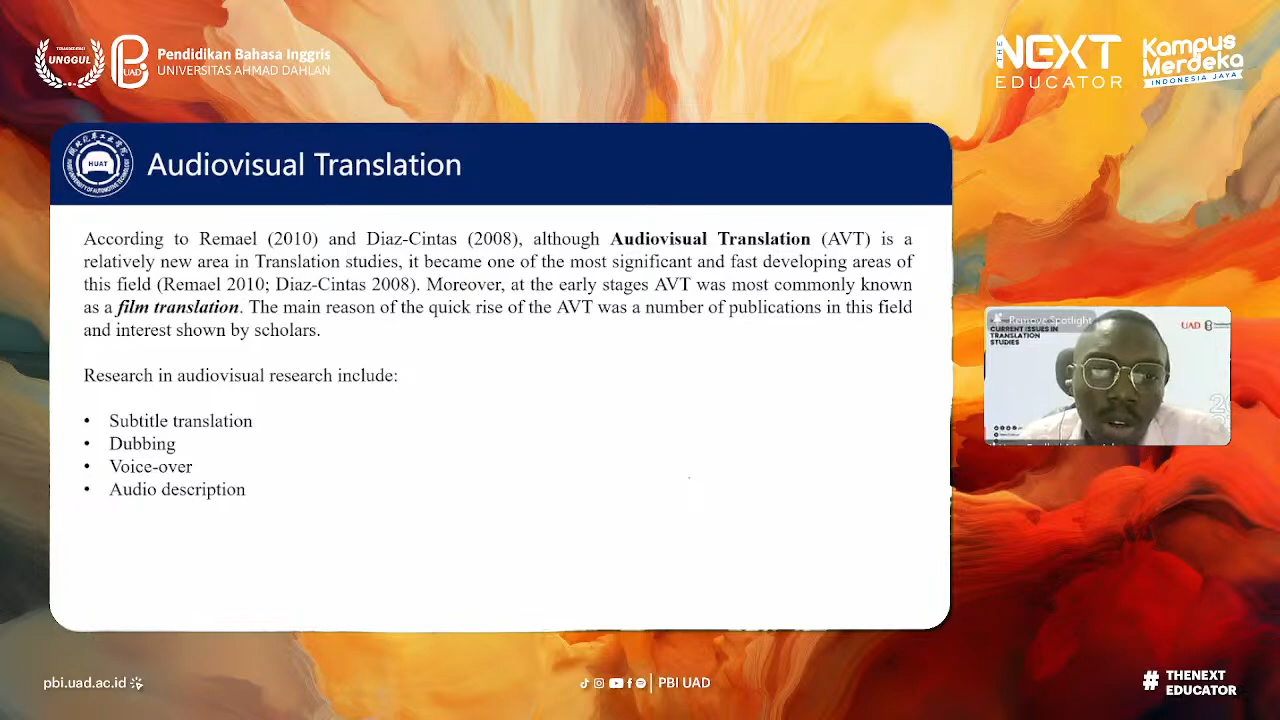 TERAKREDITASI
UNGGUL
UAD
Pendidikan Bahasa Inggris
UNIVERSITAS AHMAD DAHLAN
THE NEXT
EDUCATOR
Kampus
Merdeka
INDONESIA JAYA
HUAT
Audiovisual Translation
According to Remael (2010) and Diaz-Cintas (2008), although Audiovisual Translation (AVT) is a
relatively new area in Translation studies, it became one of the most significant and fast developing areas of
this field (Remael 2010; Diaz-Cintas 2008). Moreover, at the early stages AVT was most commonly known
as a film translation. The main reason of the quick rise of the AVT was a number of publications in this field
and interest shown by scholars.
Research in audiovisual research include:
• Subtitle translation
• Dubbing
• Voice-over
• Audio description
Remove Spotlight
CURRENT ISSUES IN
TRANSLATION
STUDIES
UAD
pbi.uad.ac.id
PBI UAD
# THENEXT
EDUCATOR